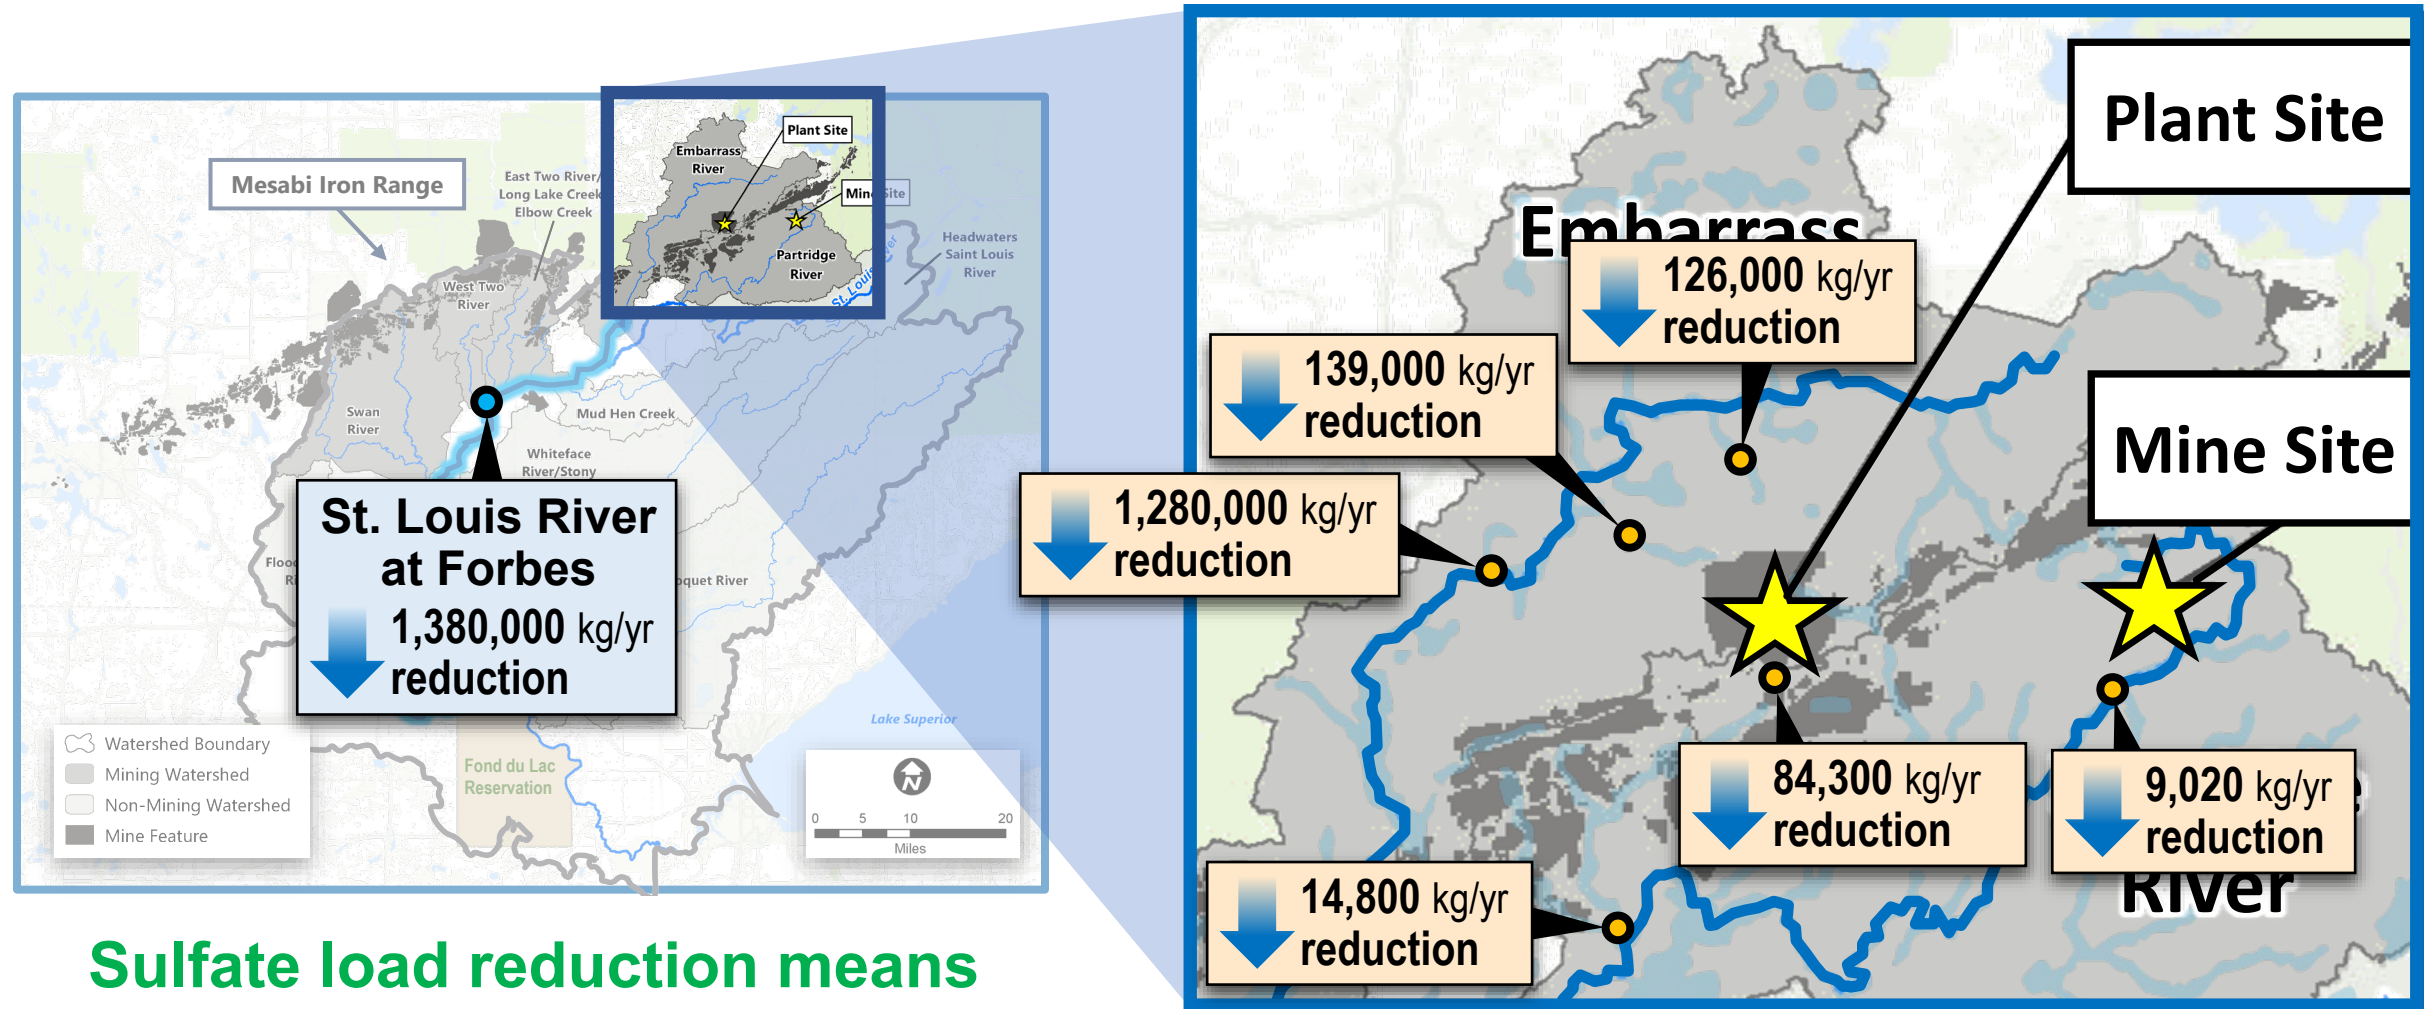 Mesabi Iron Range
East Two River/
Long Lake Creek
Elbow Creek
West Two
River
Swan
River
Mud Hen Creek
Whiteface
River/Stony
Headwaters
Saint Louis
River
Embarrass
River
Plant Site
Mine Site
Partridge
River
St. Louis River
St. Louis River
at Forbes
1,380,000 kg/yr
reduction
Lake Superior
Fond du Lac
Reservation
Watershed Boundary
Mining Watershed
Non-Mining Watershed
Mine Feature
N
0 5 10 20
Miles
Sulfate load reduction means
Plant Site
Mine Site
Embarrass
126,000 kg/yr
reduction
139,000 kg/yr
reduction
1,280,000 kg/yr
reduction
84,300 kg/yr
reduction
9,020 kg/yr
reduction
14,800 kg/yr
reduction
River